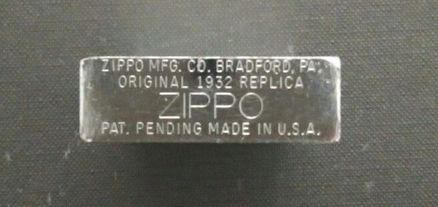 ZIPPO MFG. CO. BRADFORD, PA.
ORIGINAL 1932 REPLICA
ZIPPO
PAT. PENDING MADE IN U.S.A.